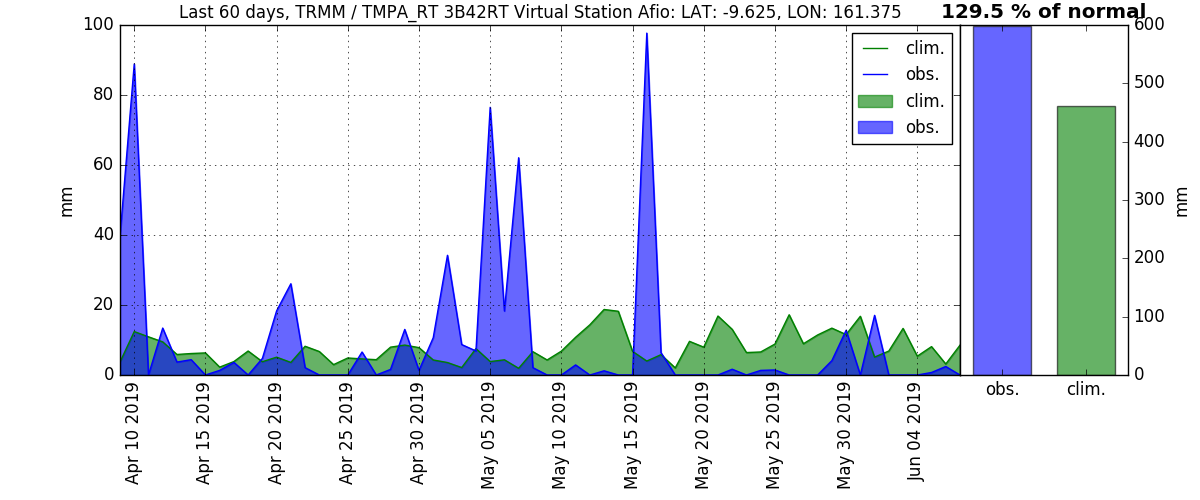 Last 60 days, TRMM / TMPA_RT 3B42RT Virtual Station Afio: LAT: -9.625, LON: 161.375
129.5 % of normal
100
80
60
40
20
0
mm
clim.
obs.
clim.
obs.
600
500
400
300
200
100
0
mm
Apr 10 2019
Apr 15 2019
Apr 20 2019
Apr 25 2019
Apr 30 2019
May 05 2019
May 10 2019
May 15 2019
May 20 2019
May 25 2019
May 30 2019
Jun 04 2019
obs.
clim.